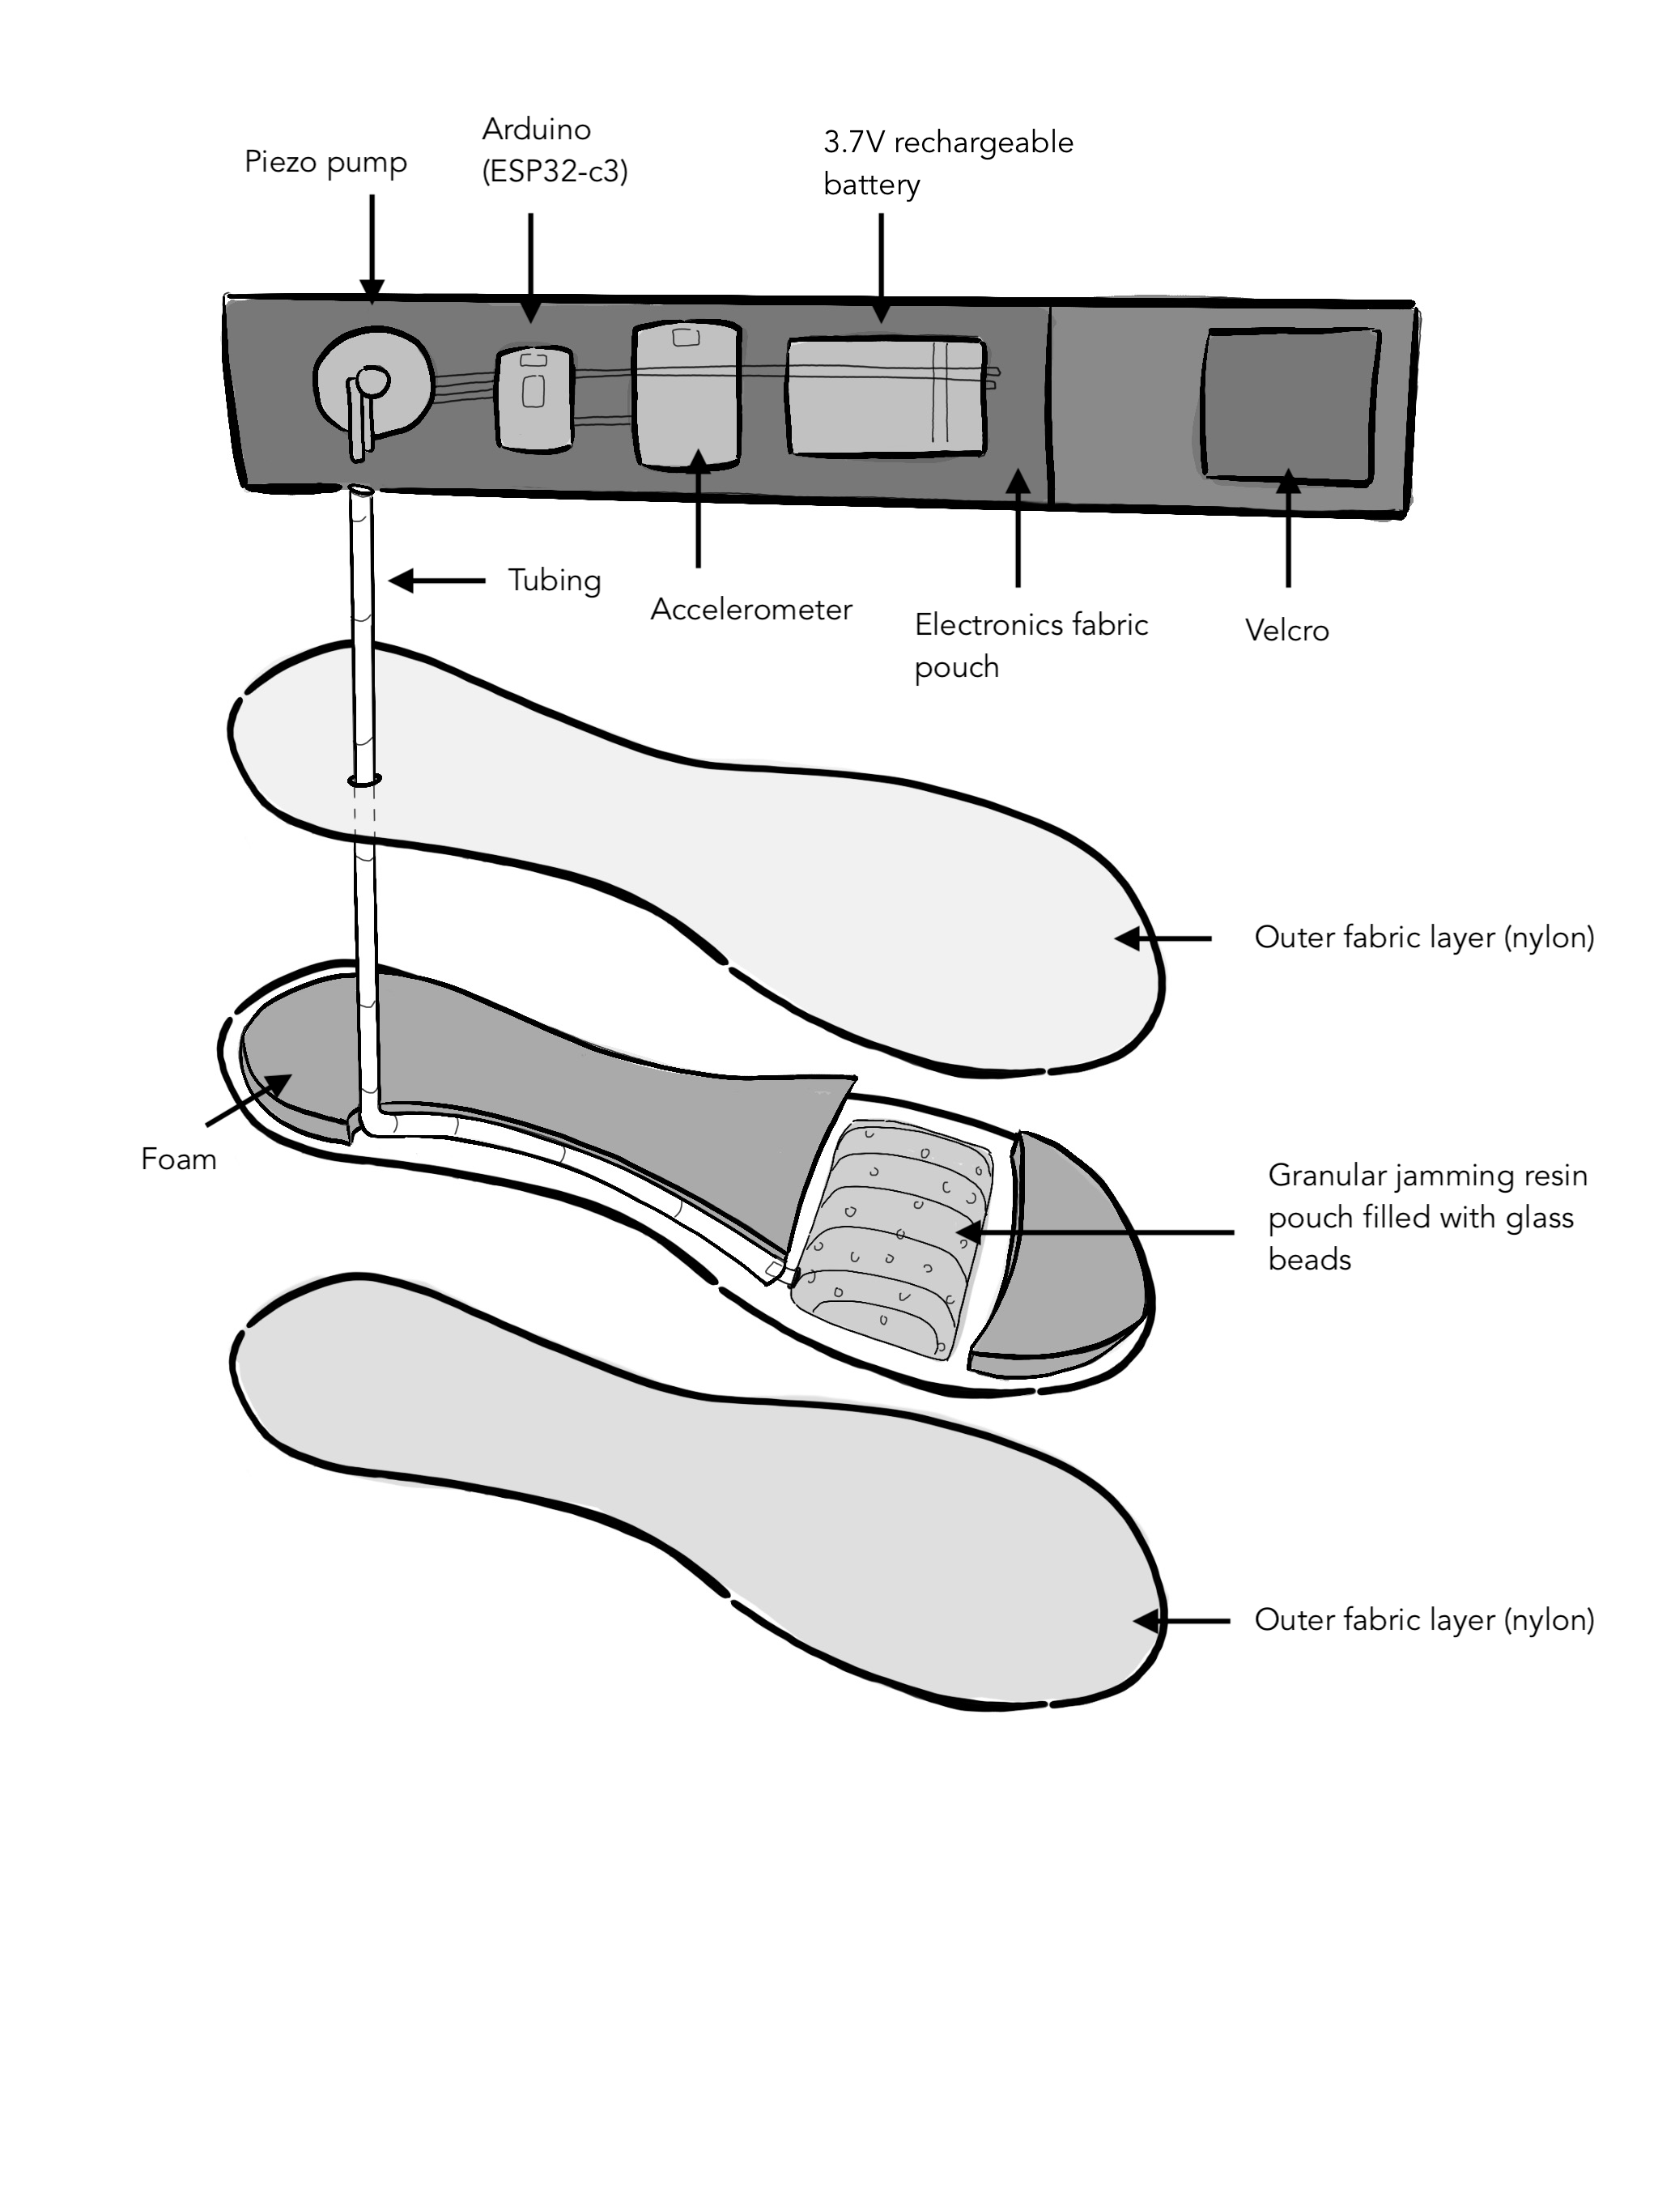 Arduino
(ESP32-c3)
3.7V rechargeable
battery
Piezo pump
Tubing
Accelerometer
Electronics fabric
pouch
Velcro
Outer fabric layer (nylon)
Foam
Granular jamming resin
pouch filled with glass
beads
Outer fabric layer (nylon)